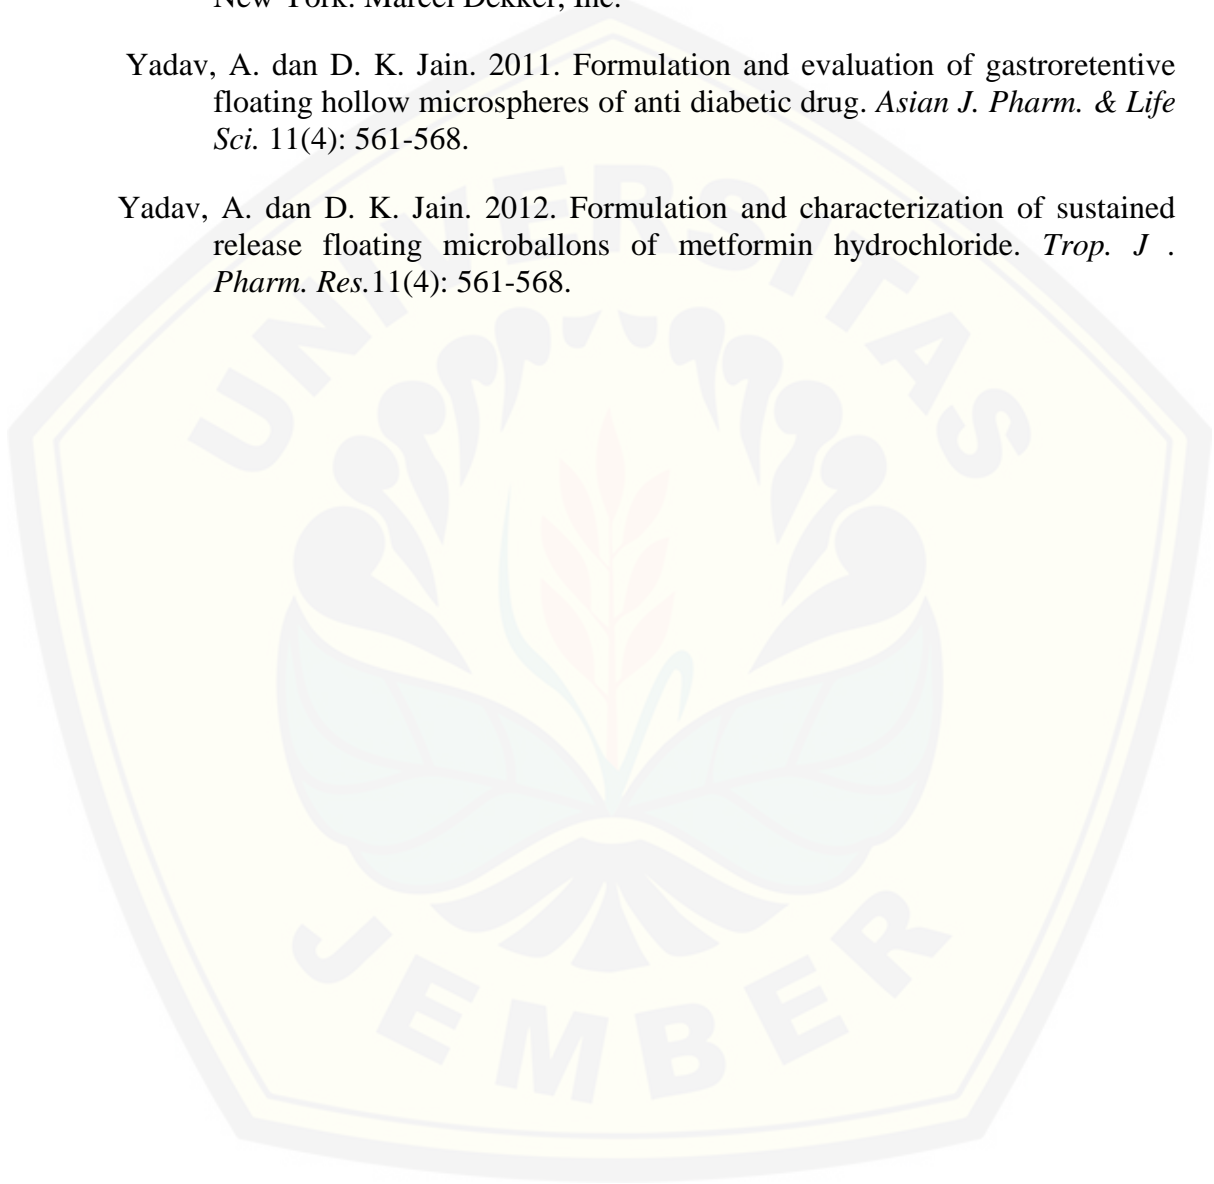 New York: Marcel Dekker, Inc.
Yadav, A. dan D. K. Jain. 2011. Formulation and evaluation of gastroretentive
floating hollow microspheres of anti diabetic drug. Asian J. Pharm. & Life
Sci. 11(4): 561-568.
Yadav, A. dan D. K. Jain. 2012. Formulation and characterization of sustained
release floating microballons of metformin hydrochloride. Trop. J .
Pharm. Res.11(4): 561-568.
UNIVERSITAS
JEMBER